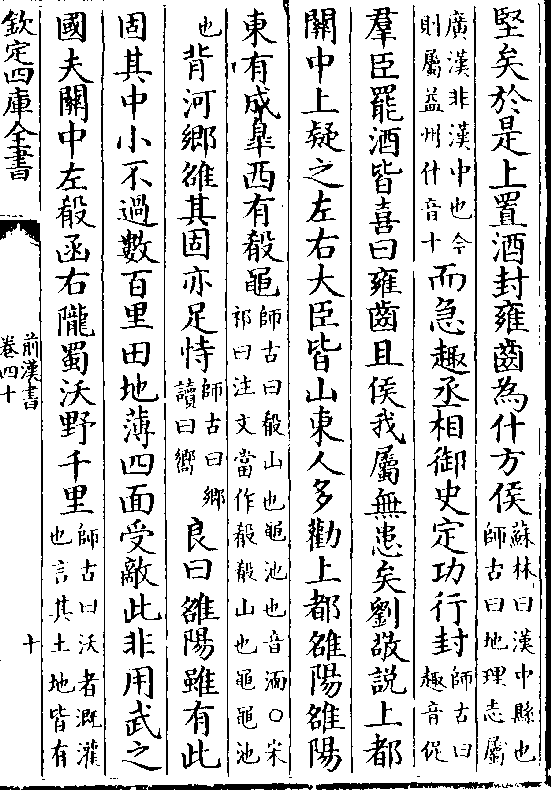 堅矣於是上置酒封雍齒為什方侯蘇林曰漢中縣也師古曰地理志屬
廣漢非漢中也今則屬益州什音十而急趣丞相御史定功行封師古曰趣音促
羣臣罷酒皆喜曰雍齒且侯我屬無患矣劉敬說上都
關中上疑之左右大臣皆山東人多勸上都雒陽雒陽
東有成臯西有殽黽師古曰殽山也黽池也音湎○宋祁曰注文當作殽殽山也黽黽池
也背河鄉雒其固亦足恃師古曰鄉讀曰嚮良曰雒陽雖有此
固其中小不過數百里田地薄四面受敵此非用武之
國夫關中左殽函右隴蜀沃野千里師古曰沃者溉灌也言其土地皆有
欽定四庫全書
前漢書
卷四十
十